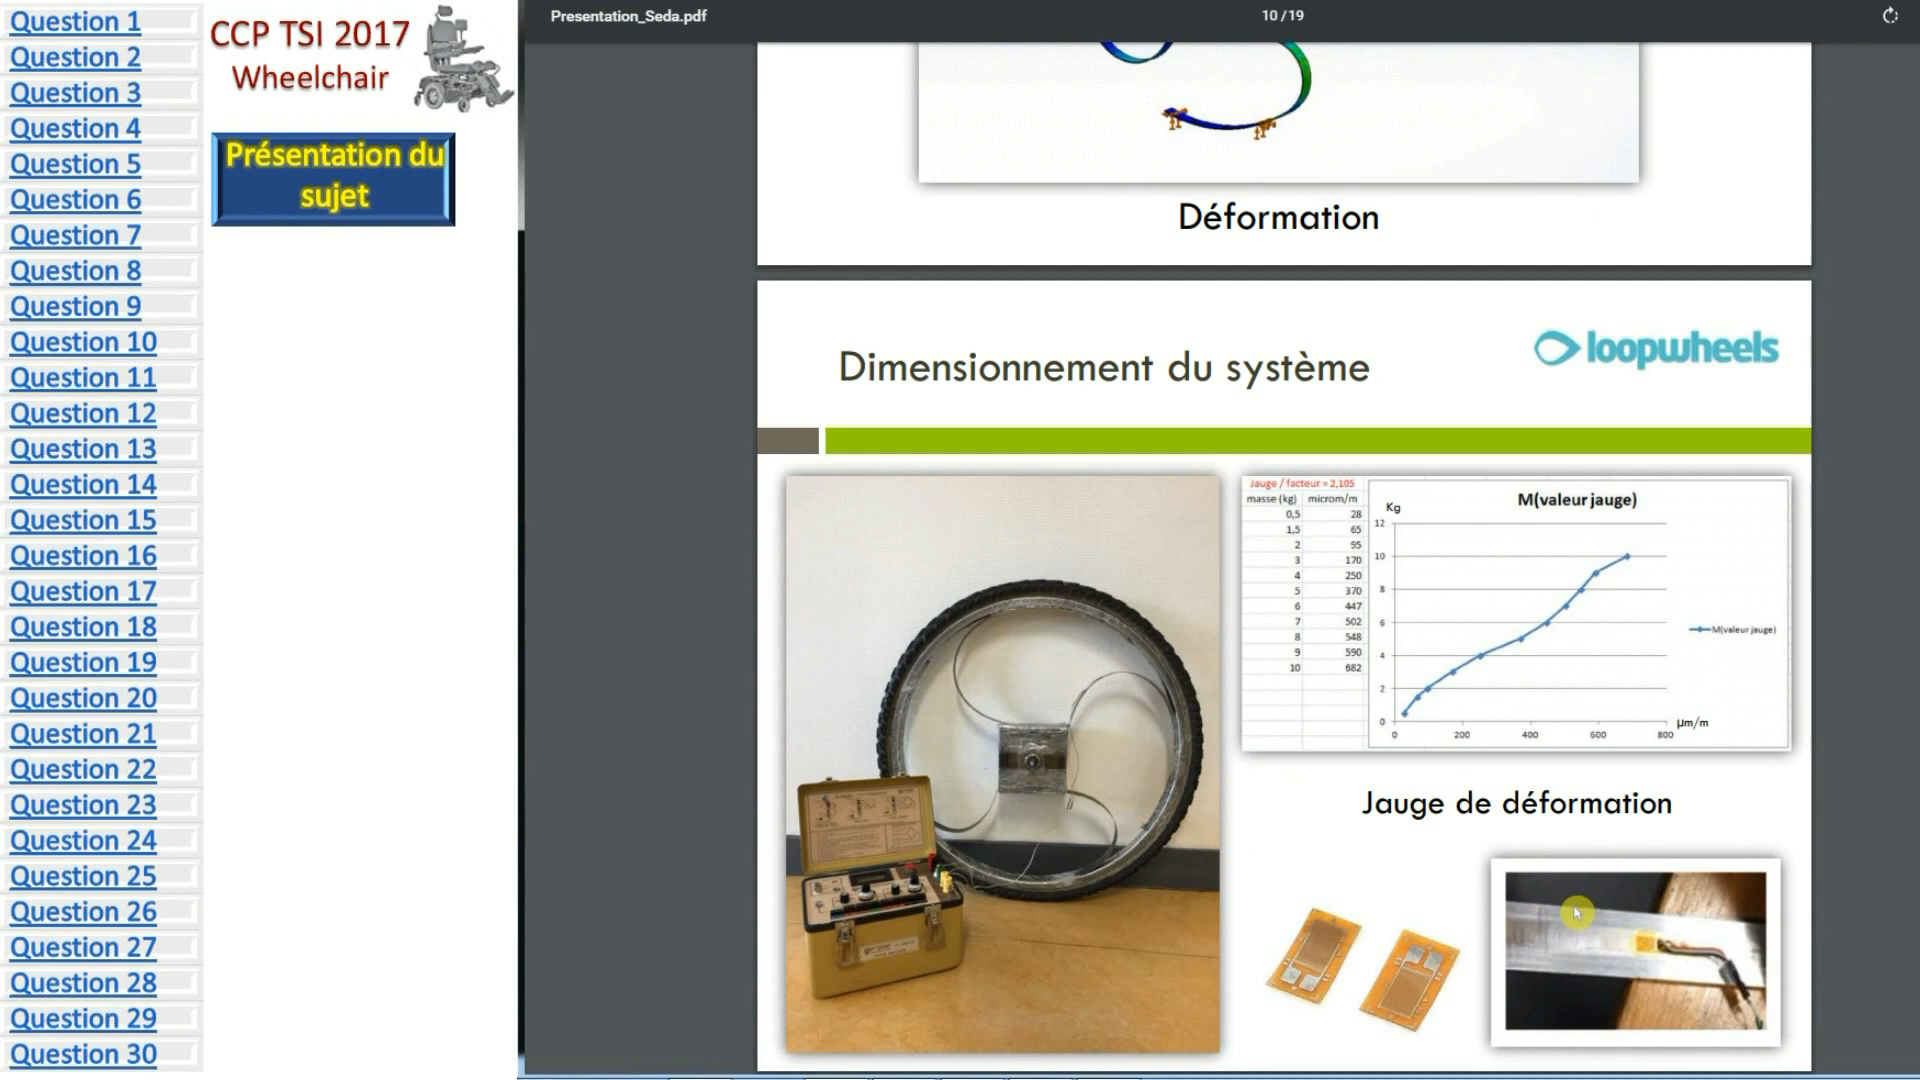 Question 1
Question 2
Question 3
Question 4
Question 5
Question 6
Question 7
Question 8
Question 9
Question 10
Question 11
Question 12
Question 13
Question 14
Question 15
Question 16
Question 17
Question 18
Question 19
Question 20
Question 21
Question 22
Question 23
Question 24
Question 25
Question 26
Question 27
Question 28
Question 29
Question 30
CCP TSI 2017
Wheelchair
Présentation du
sujet
Presentation_Seda.pdf
10 / 19
Déformation
Dimensionnement du système
loopwheels
Jauge / facteur = 2,105
masse (kg) microm/m
0,5 28
1,5 65
2 95
3 170
4 250
5 370
6 447
7 502
8 548
9 590
10 682
M(valeur jauge)
Kg
12
10
8
6
4
2
0
0 200 400 600 800
µm/m
M(valeur jauge)
Jauge de déformation